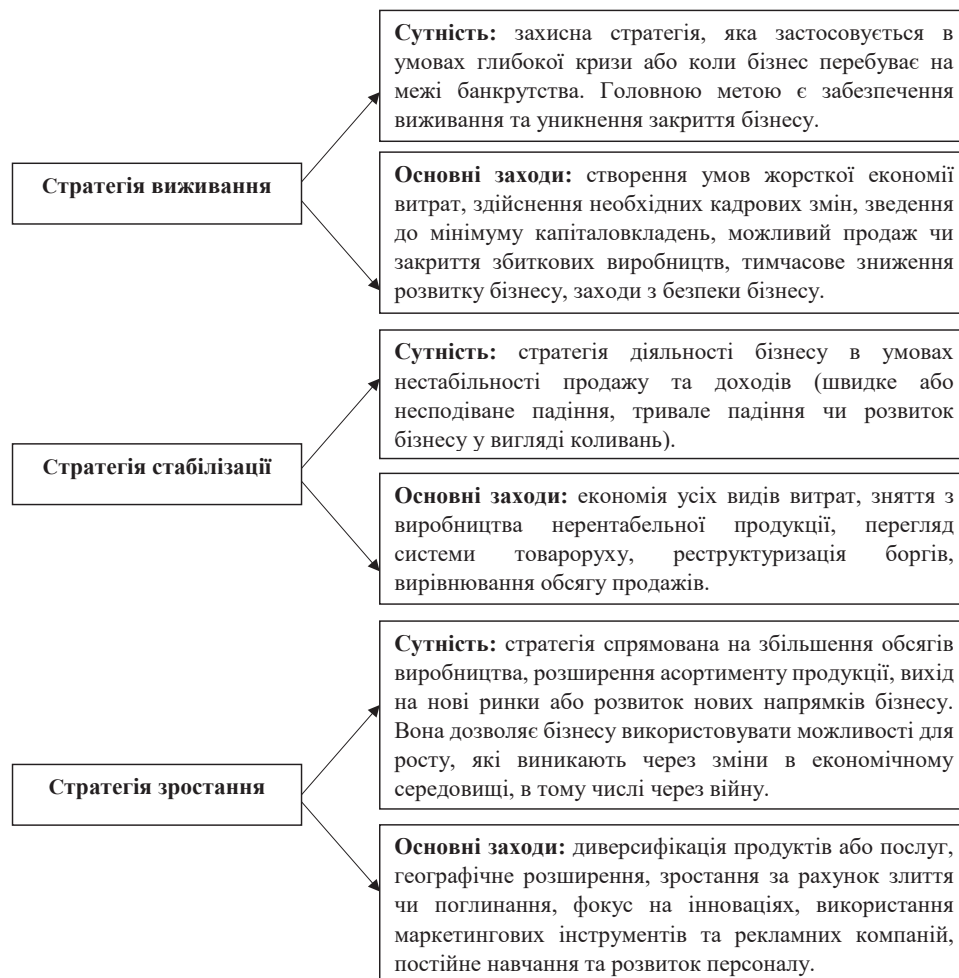 Стратегія виживання
Сутність: захисна стратегія, яка застосовується в
умовах глибокої кризи або коли бізнес перебуває на
межі банкрутства. Головною метою є забезпечення
виживання та уникнення закриття бізнесу.
Основні заходи: створення умов жорсткої економії
витрат, здійснення необхідних кадрових змін, зведення
до мінімуму капіталовкладень, можливий продаж чи
закриття збиткових виробництв, тимчасове зниження
розвитку бізнесу, заходи з безпеки бізнесу.
Стратегія стабілізації
Сутність: стратегія діяльності бізнесу в умовах
нестабільності продажу та доходів (швидке або
несподіване падіння, тривале падіння чи розвиток
бізнесу у вигляді коливань).
Основні заходи: економія усіх видів витрат, зняття з
виробництва нерентабельної продукції, перегляд
системи товароруху, реструктуризація боргів,
вирівнювання обсягу продажів.
Стратегія зростання
Сутність: стратегія спрямована на збільшення обсягів
виробництва, розширення асортименту продукції, вихід
на нові ринки або розвиток нових напрямків бізнесу.
Вона дозволяє бізнесу використовувати можливості для
росту, які виникають через зміни в економічному
середовищі, в тому числі через війну.
Основні заходи: диверсифікація продуктів або послуг,
географічне розширення, зростання за рахунок злиття
чи поглинання, фокус на інноваціях, використання
маркетингових інструментів та рекламних компаній,
постійне навчання та розвиток персоналу.